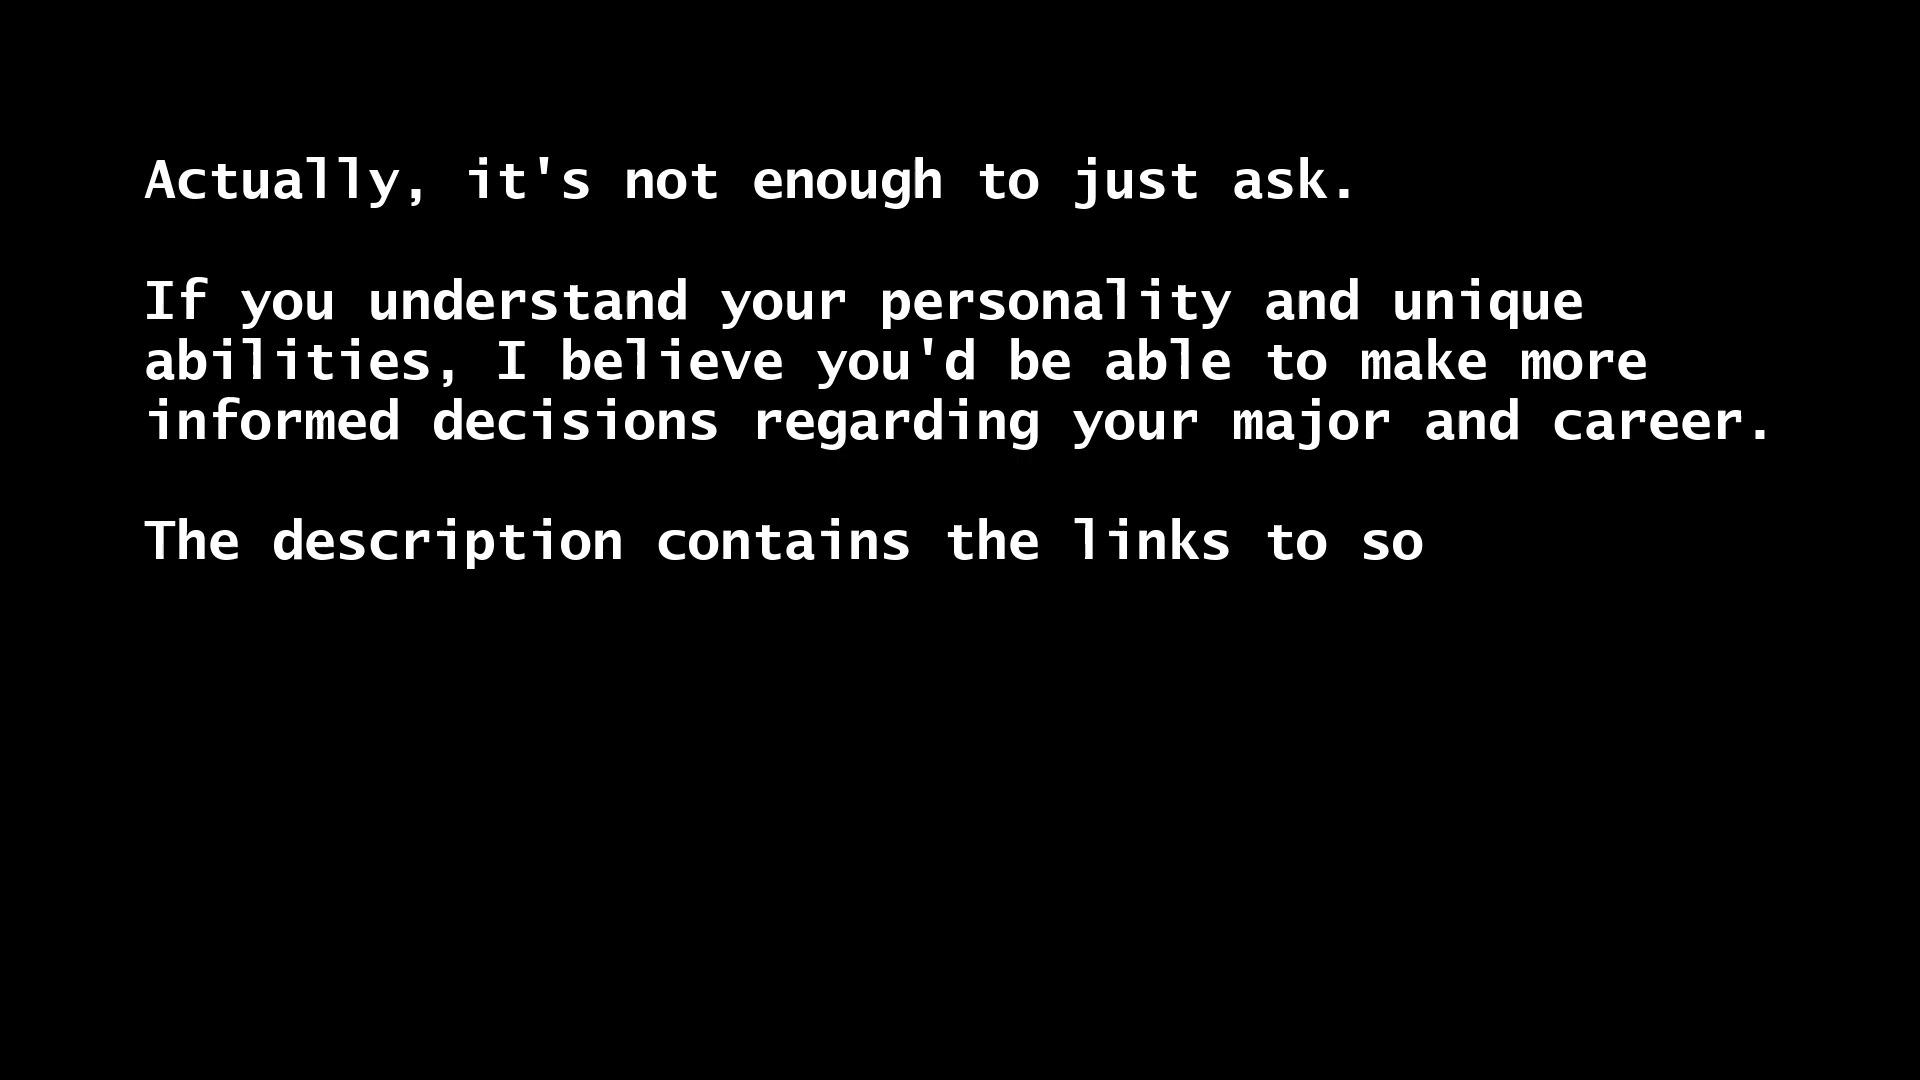 Actually, it's not enough to just ask.
If you understand your personality and unique
abilities, I believe you'd be able to make more
informed decisions regarding your major and career.
The description contains the links to so